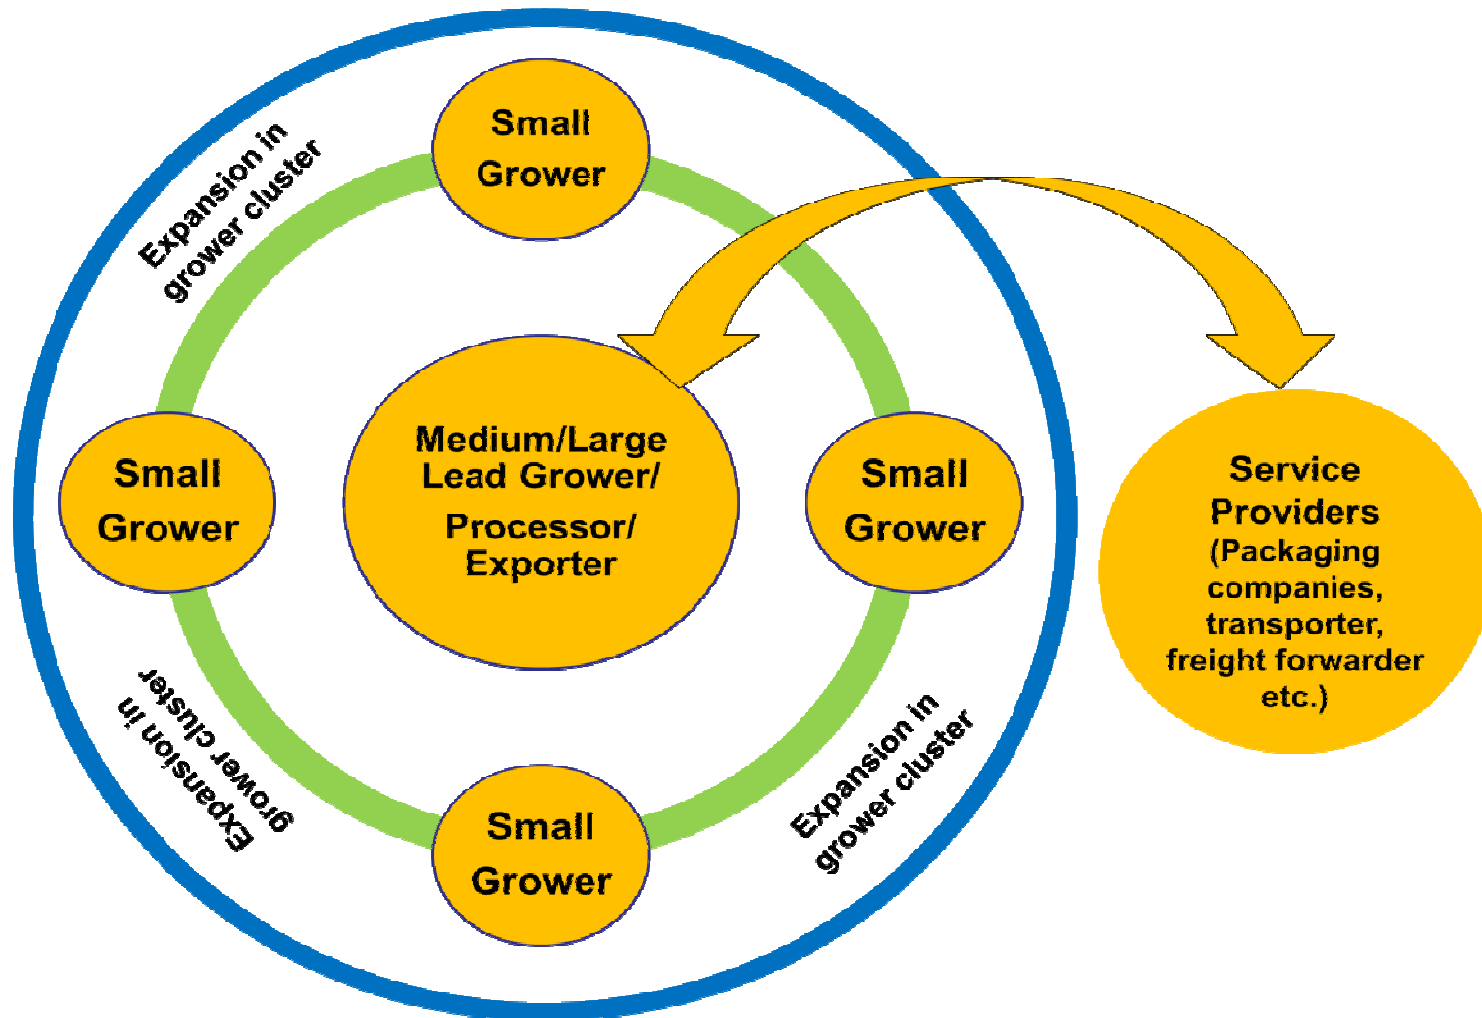 Small
Grower
Expansion in
grower cluster
Small
Grower
Medium/Large
Lead Grower/
Processor/
Exporter
Small
Grower
Service
Providers
(Packaging
companies,
transporter,
freight forwarder
etc.)
Expansion in
grower cluster
Small
Grower
Expansion in
grower cluster